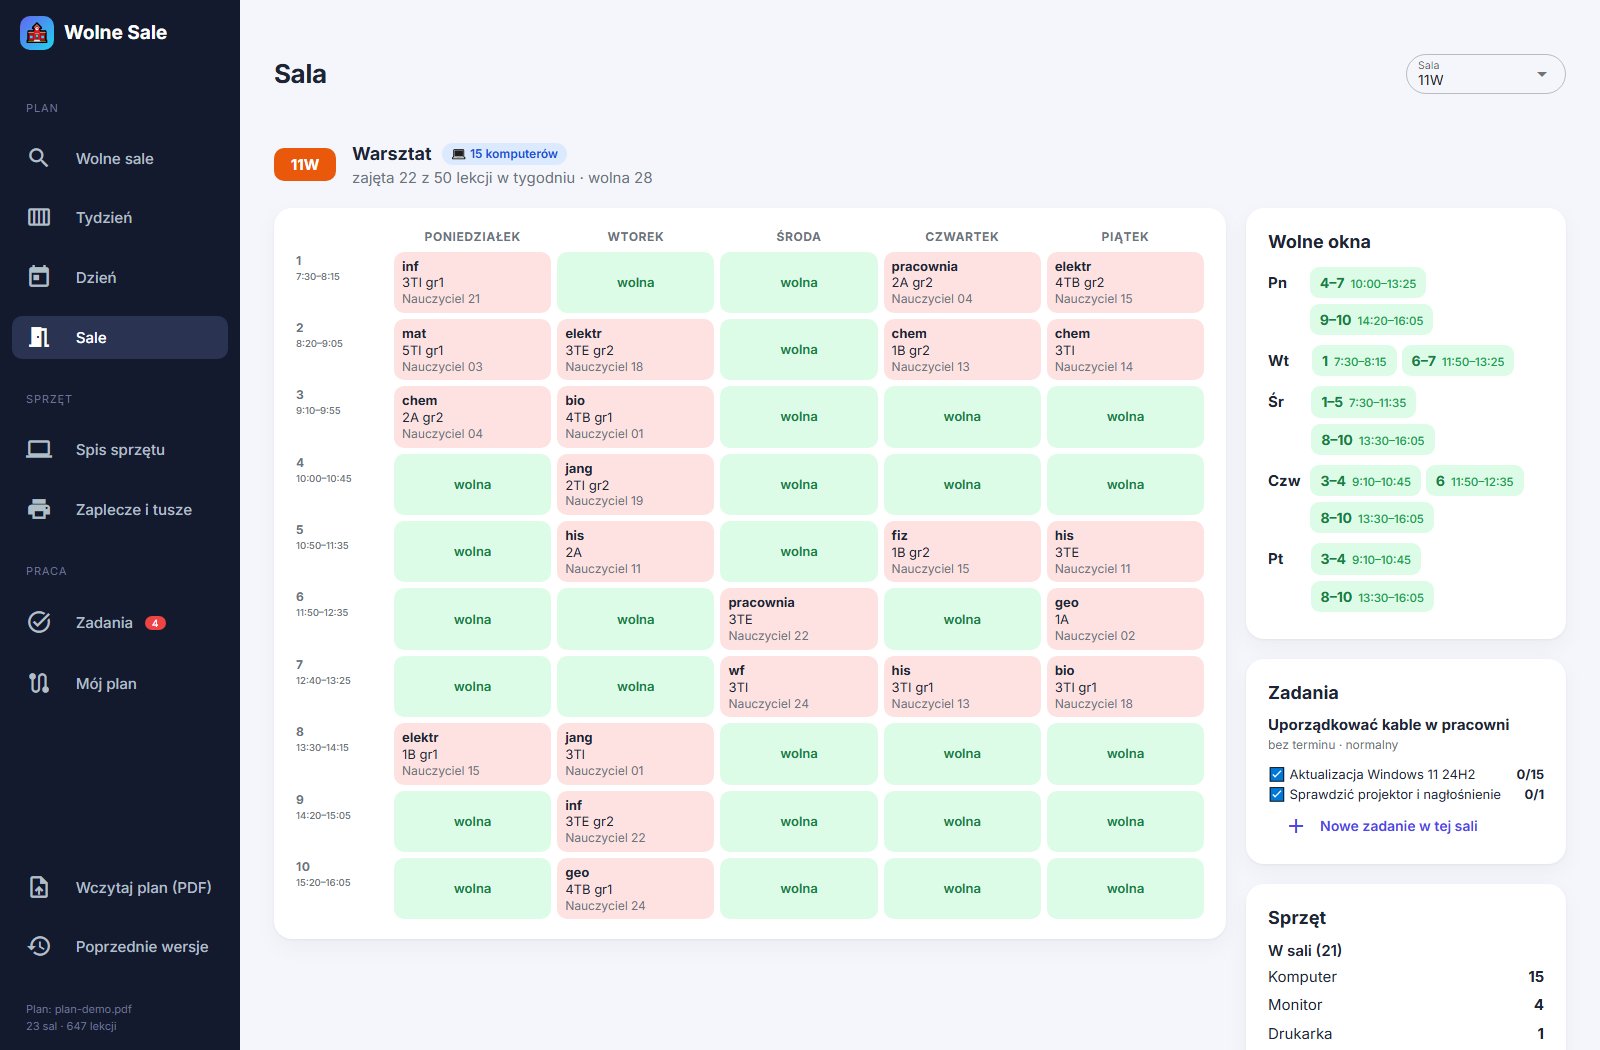 Wolne Sale
PLAN
Wolne sale
Tydzień
Dzień
Sale
SPRZĘT
Spis sprzętu
Zaplecze i tusze
PRACA
Zadania 4
Mój plan
Wczytaj plan (PDF)
Poprzednie wersje
Plan: plan-demo.pdf
23 sal · 647 lekcji
Sala
Sala
11W
11W
Warsztat 15 komputerów
zajęta 22 z 50 lekcji w tygodniu · wolna 28
PONIEDZIAŁEK WTOREK ŚRODA CZWARTEK PIĄTEK
1
7:30–8:15
inf
3TI gr1
Nauczyciel 21
wolna
wolna
pracownia
2A gr2
Nauczyciel 04
elektr
4TB gr2
Nauczyciel 15
2
8:20–9:05
mat
5TI gr1
Nauczyciel 03
elektr
3TE gr2
Nauczyciel 18
wolna
chem
1B gr2
Nauczyciel 13
chem
3TI
Nauczyciel 14
3
9:10–9:55
chem
2A gr2
Nauczyciel 04
bio
4TB gr1
Nauczyciel 01
wolna
wolna
wolna
4
10:00–10:45
wolna
jang
2TI gr2
Nauczyciel 19
wolna
wolna
wolna
5
10:50–11:35
wolna
his
2A
Nauczyciel 11
wolna
fiz
1B gr2
Nauczyciel 15
his
3TE
Nauczyciel 11
6
11:50–12:35
wolna
wolna
pracownia
3TE
Nauczyciel 22
wolna
geo
1A
Nauczyciel 02
7
12:40–13:25
wolna
wolna
wf
3TI
Nauczyciel 24
his
3TI gr1
Nauczyciel 13
bio
3TI gr1
Nauczyciel 18
8
13:30–14:15
elektr
1B gr1
Nauczyciel 15
jang
3TI
Nauczyciel 01
wolna
wolna
wolna
9
14:20–15:05
wolna
inf
3TE gr2
Nauczyciel 22
wolna
wolna
wolna
10
15:20–16:05
wolna
geo
4TB gr1
Nauczyciel 24
wolna
wolna
wolna
Wolne okna
Pn 4–7 10:00–13:25
9–10 14:20–16:05
Wt 1 7:30–8:15 6–7 11:50–13:25
Śr 1–5 7:30–11:35
8–10 13:30–16:05
Czw 3–4 9:10–10:45 6 11:50–12:35
8–10 13:30–16:05
Pt 3–4 9:10–10:45
8–10 13:30–16:05
Zadania
Uporządkować kable w pracowni
bez terminu · normalny
Aktualizacja Windows 11 24H2 0/15
Sprawdzić projektor i nagłośnienie 0/1
Nowe zadanie w tej sali
Sprzęt
W sali (21)
Komputer 15
Monitor 4
Drukarka 1